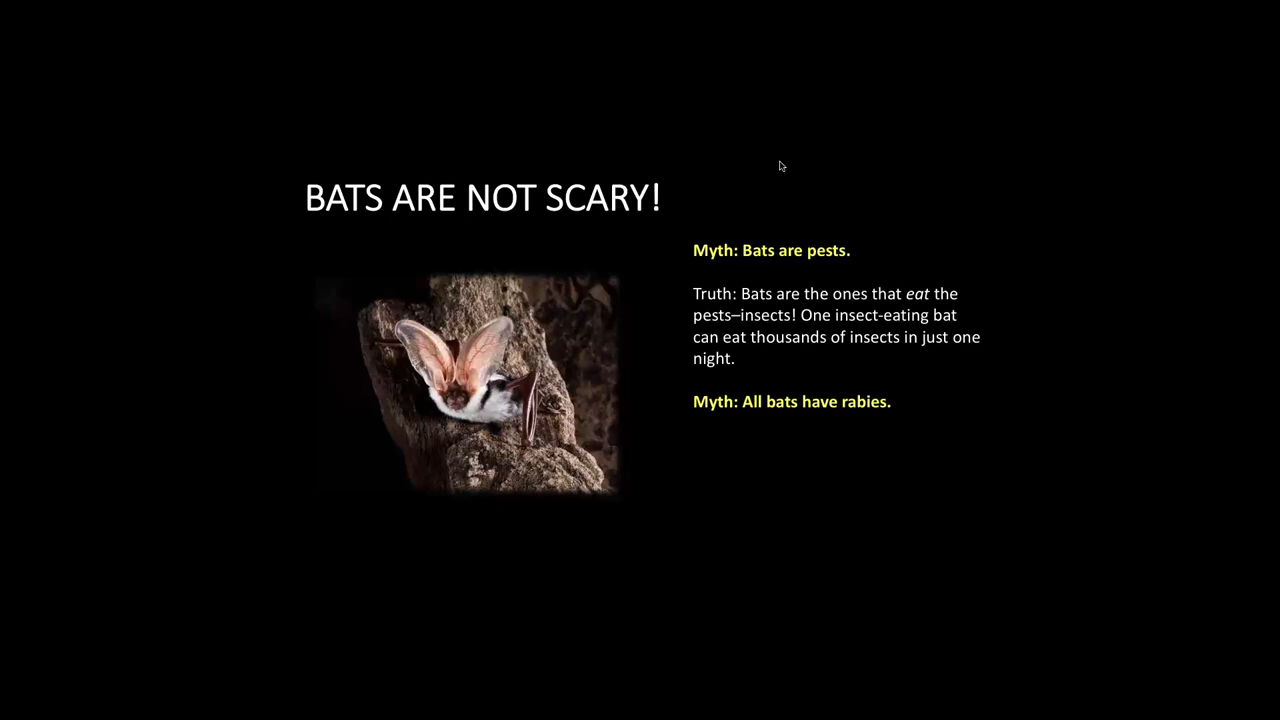 BATS ARE NOT SCARY!
Myth: Bats are pests.
Truth: Bats are the ones that eat the
pests–insects! One insect-eating bat
can eat thousands of insects in just one
night.
Myth: All bats have rabies.